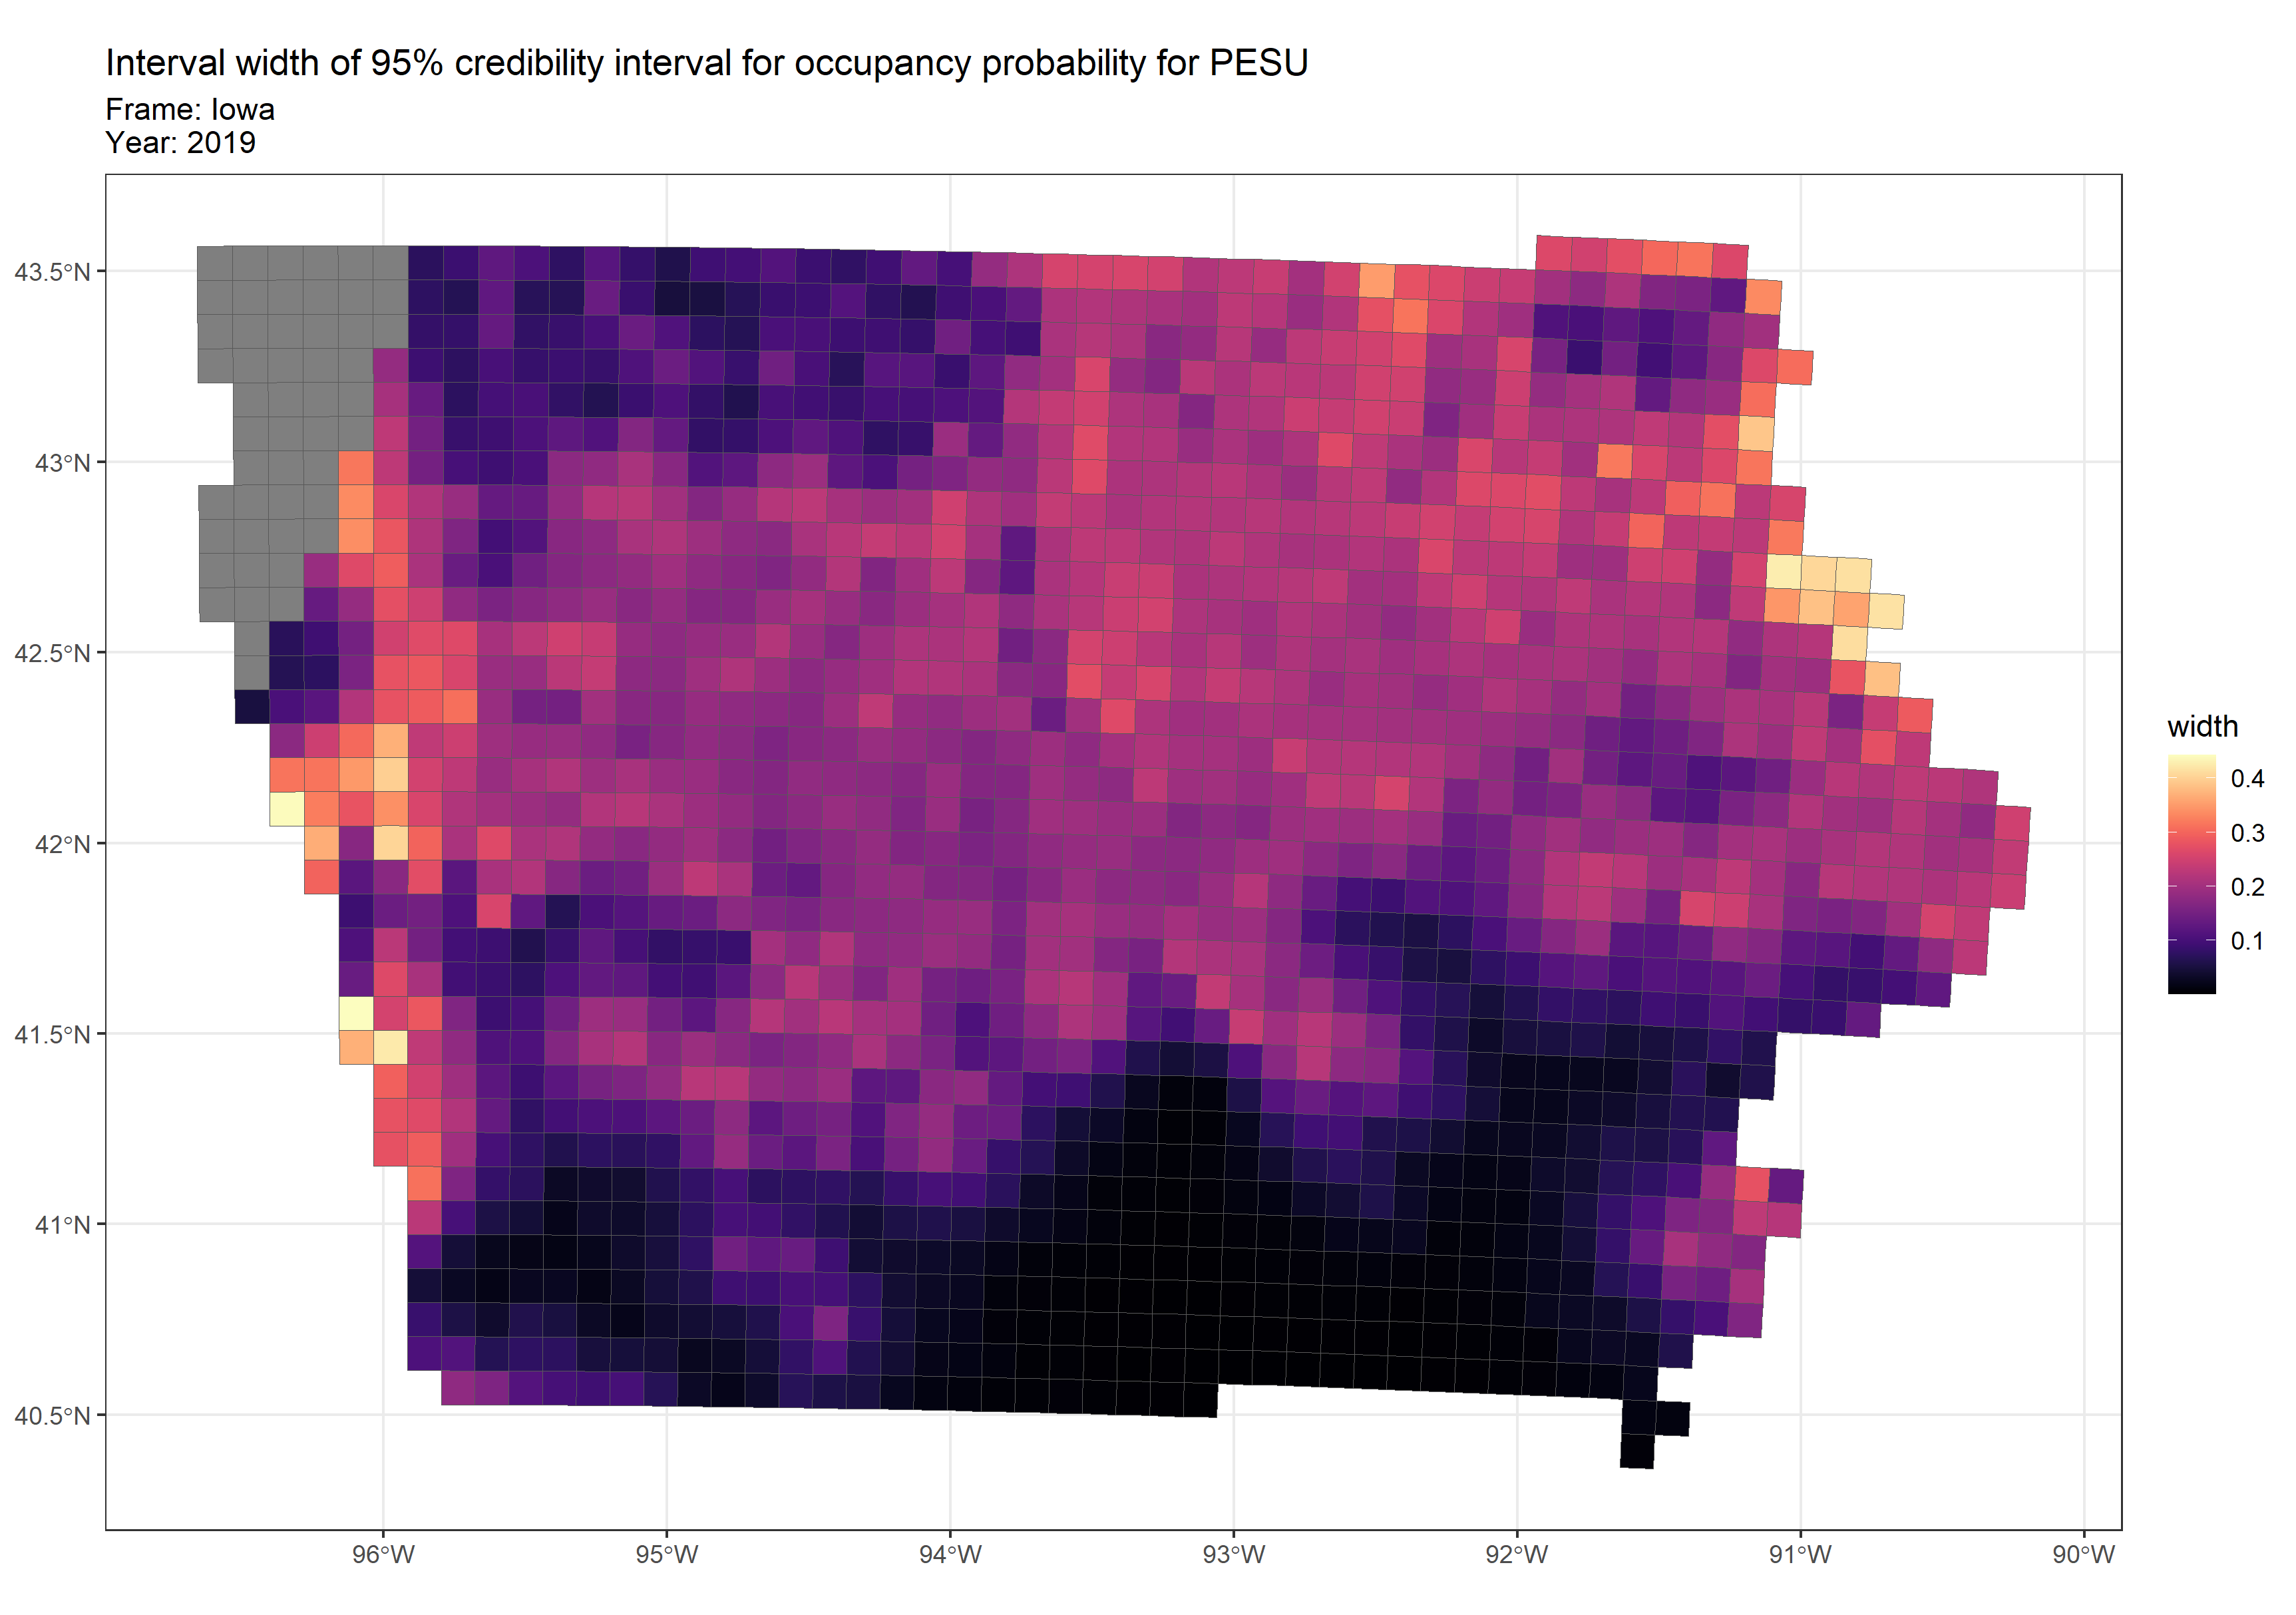 Interval width of 95% credibility interval for occupancy probability for PESU
Frame: Iowa
Year: 2019
43.5°N
43°N
42.5°N
42°N
41.5°N
41°N
40.5°N
96°W
95°W
94°W
93°W
92°W
91°W
90°W
width
0.4
0.3
0.2
0.1